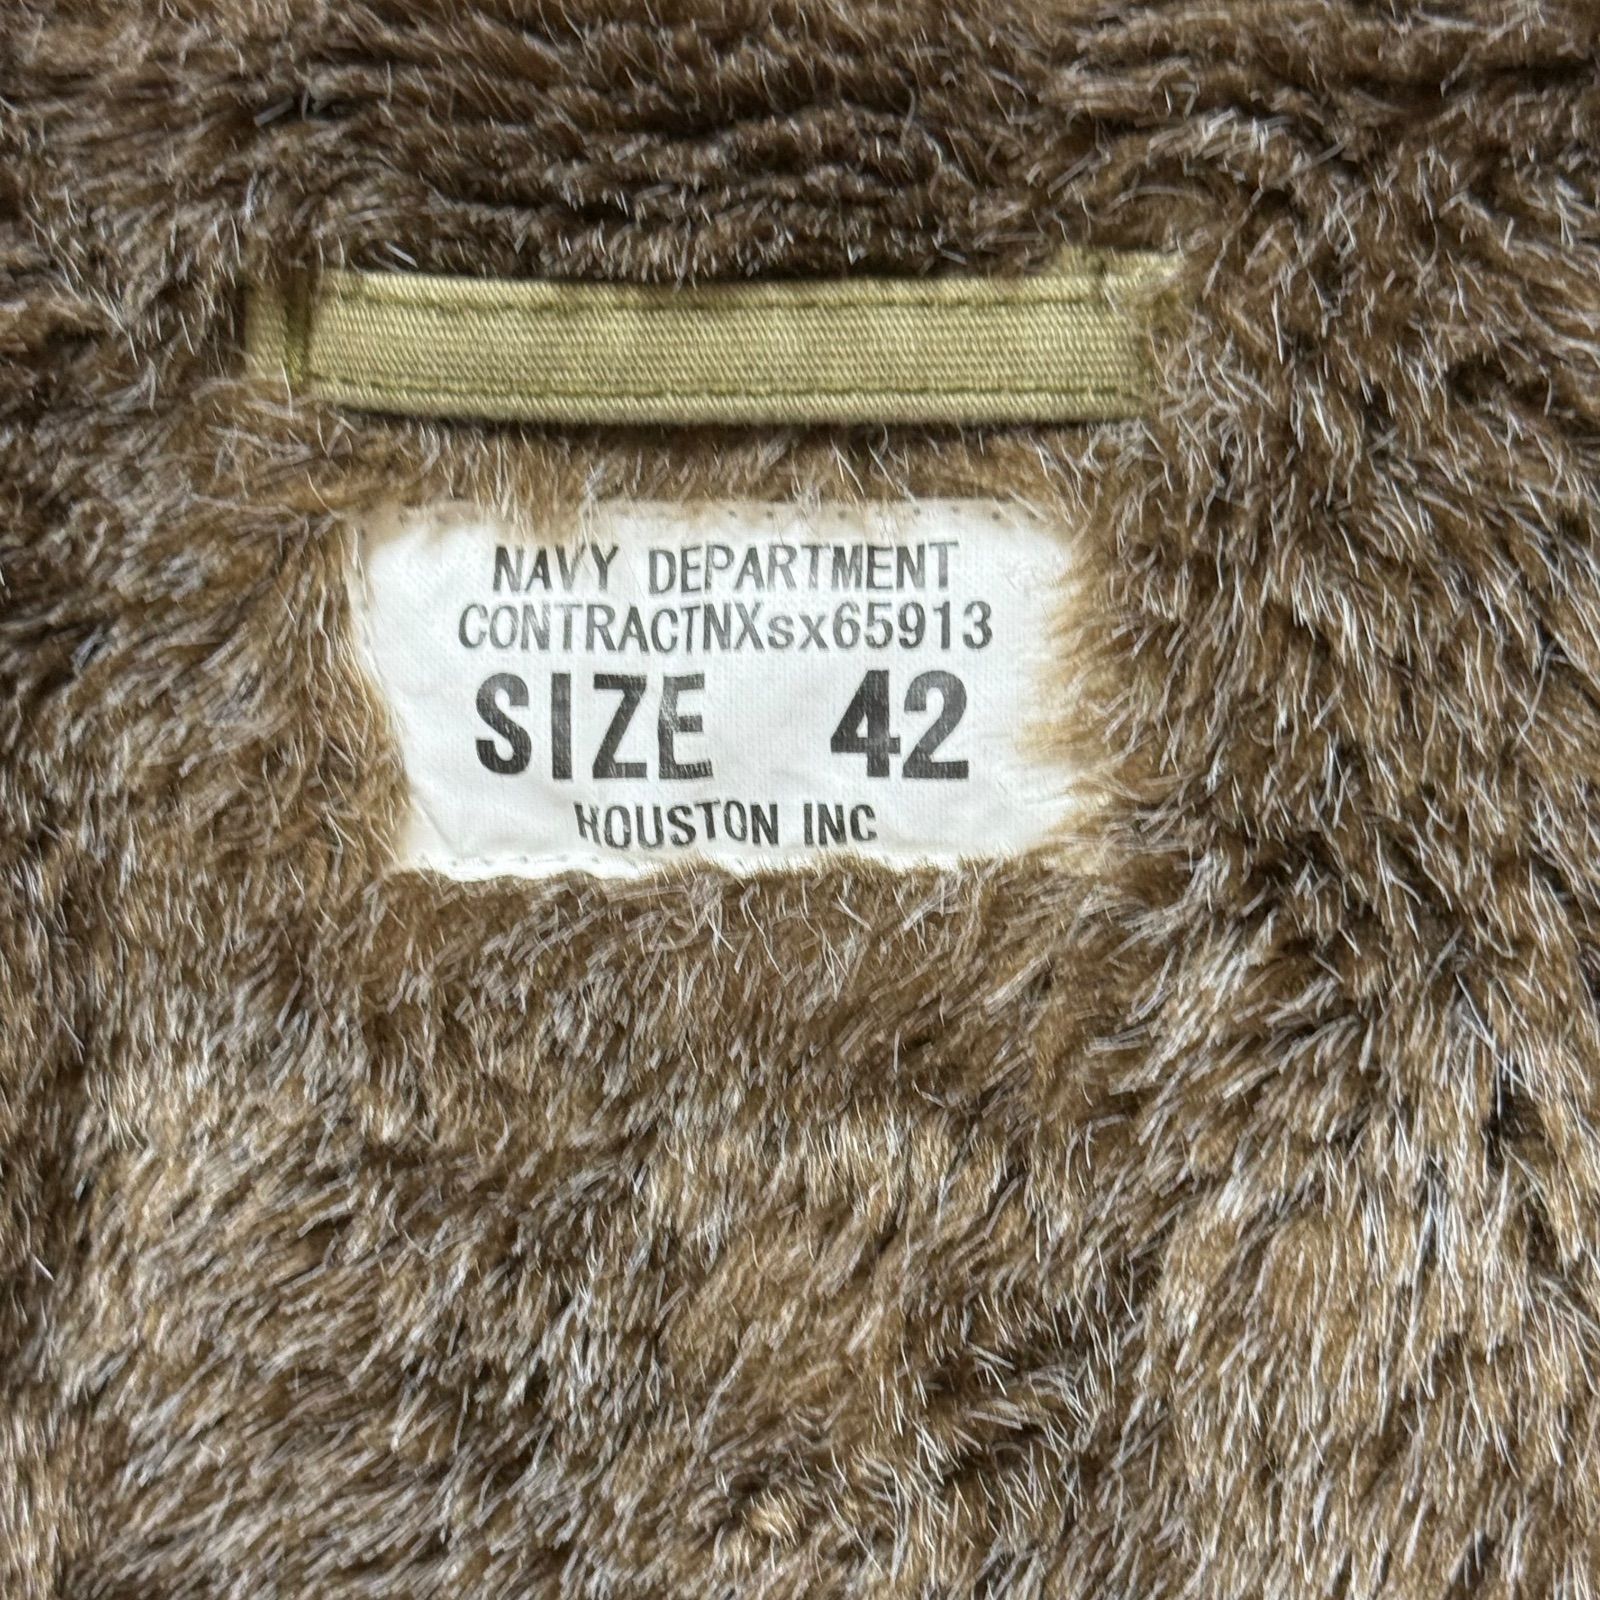 NAVY DEPARTMENT
CONTRACTNXsx65913
SIZE 42
HOUSTON INC